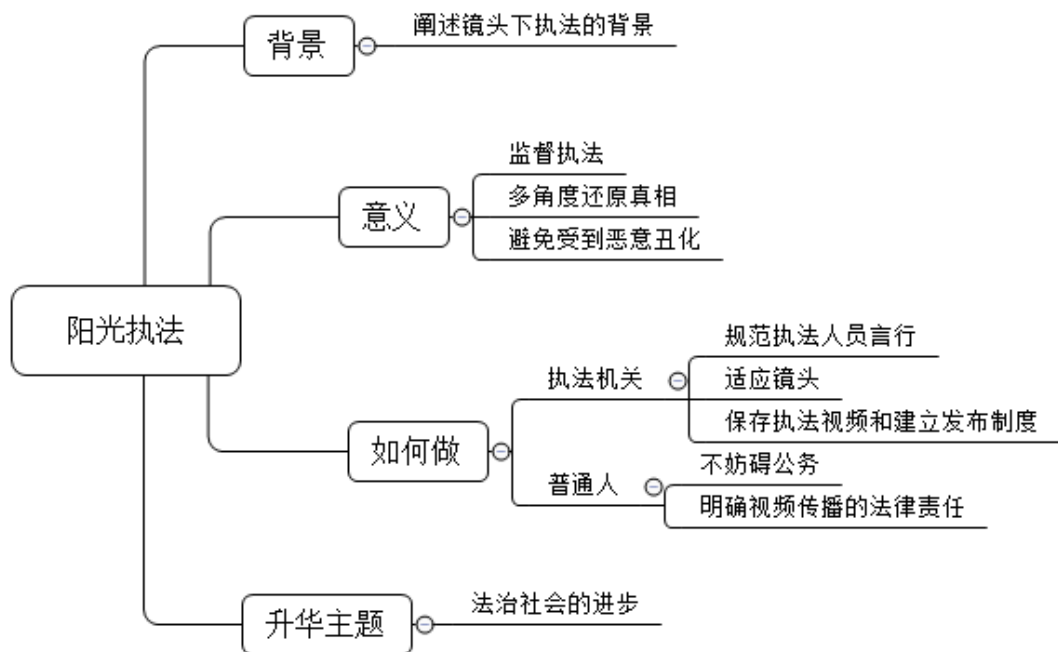 阳光执法
背景
阐述镜头下执法的背景
意义
监督执法
多角度还原真相
避免受到恶意丑化
如何做
执法机关
规范执法人员言行
适应镜头
保存执法视频和建立发布制度
普通人
不妨碍公务
明确视频传播的法律责任
升华主题
法治社会的进步